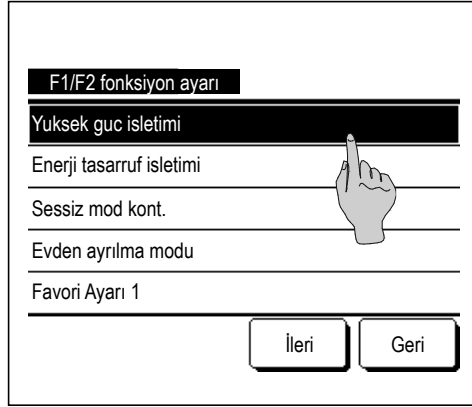 F1/F2 fonksiyon ayarı
Yuksek guc isletimi
Enerji tasarruf isletimi
Sessiz mod kont.
Evden ayrılma modu
Favori Ayarı 1
İleri Geri